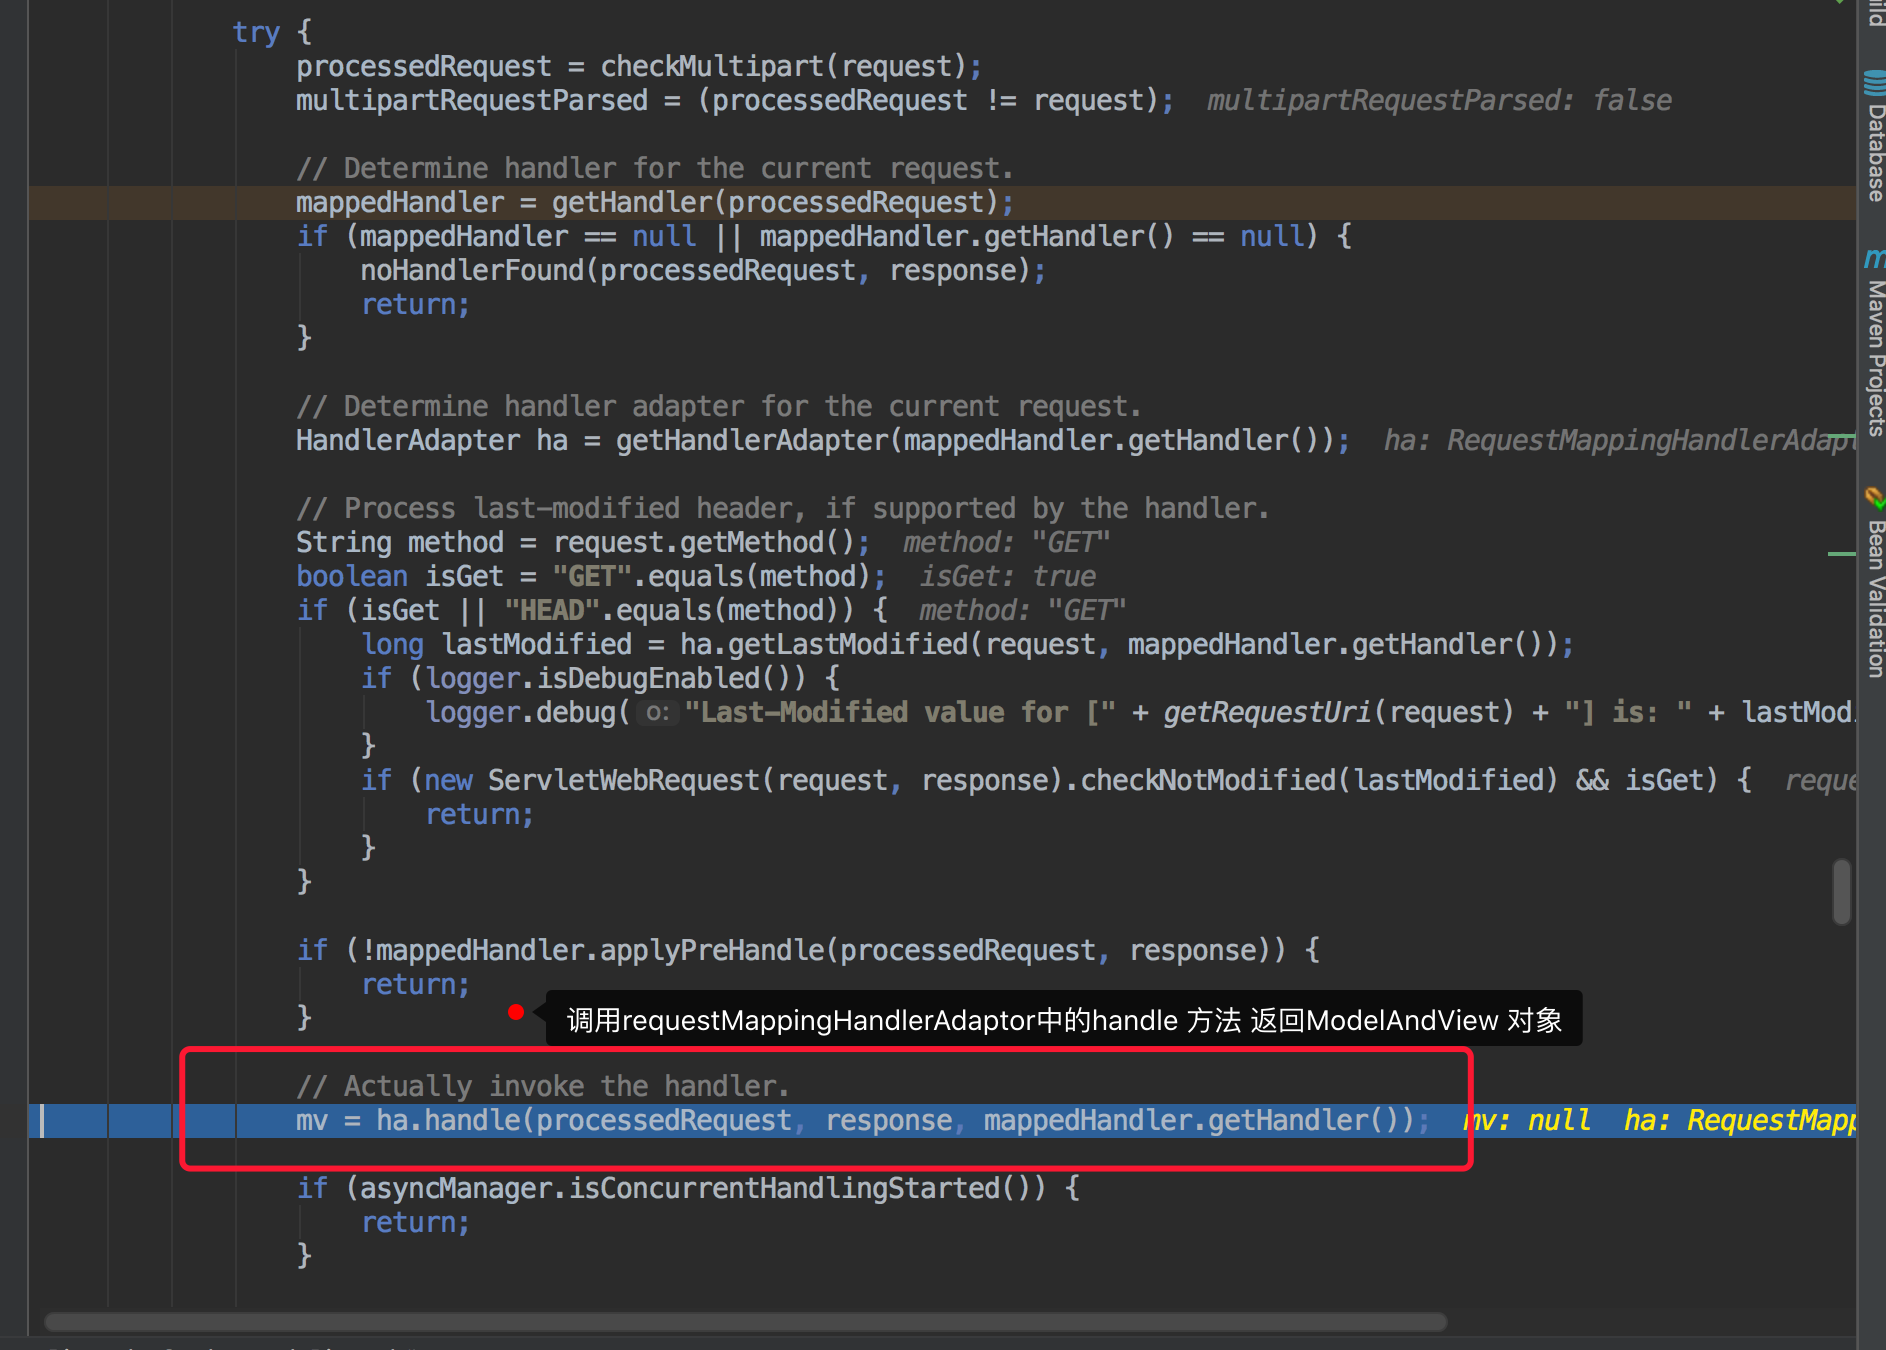 try {
processedRequest = checkMultipart(request);
multipartRequestParsed = (processedRequest != request);  multipartRequestParsed: false
// Determine handler for the current request.
mappedHandler = getHandler(processedRequest);
if (mappedHandler == null || mappedHandler.getHandler() == null) {
noHandlerFound(processedRequest, response);
return;
}
// Determine handler adapter for the current request.
HandlerAdapter ha = getHandlerAdapter(mappedHandler.getHandler());  ha: RequestMappingHandlerAdapt
// Process last-modified header, if supported by the handler.
String method = request.getMethod();  method: "GET"
boolean isGet = "GET".equals(method);  isGet: true
if (isGet || "HEAD".equals(method)) {  method: "GET"
long lastModified = ha.getLastModified(request, mappedHandler.getHandler());
if (logger.isDebugEnabled()) {
logger.debug( o: "Last-Modified value for [" + getRequestUri(request) + "] is: " + lastMod
}
if (new ServletWebRequest(request, response).checkNotModified(lastModified) && isGet) {  reque
return;
}
}
if (!mappedHandler.applyPreHandle(processedRequest, response)) {
return;
}
调用requestMappingHandlerAdaptor中的handle 方法 返回ModelAndView 对象
// Actually invoke the handler.
mv = ha.handle(processedRequest, response, mappedHandler.getHandler());  mv: null  ha: RequestMapp
if (asyncManager.isConcurrentHandlingStarted()) {
return;
}
ild
Database
m
Maven Projects
Bean Validation